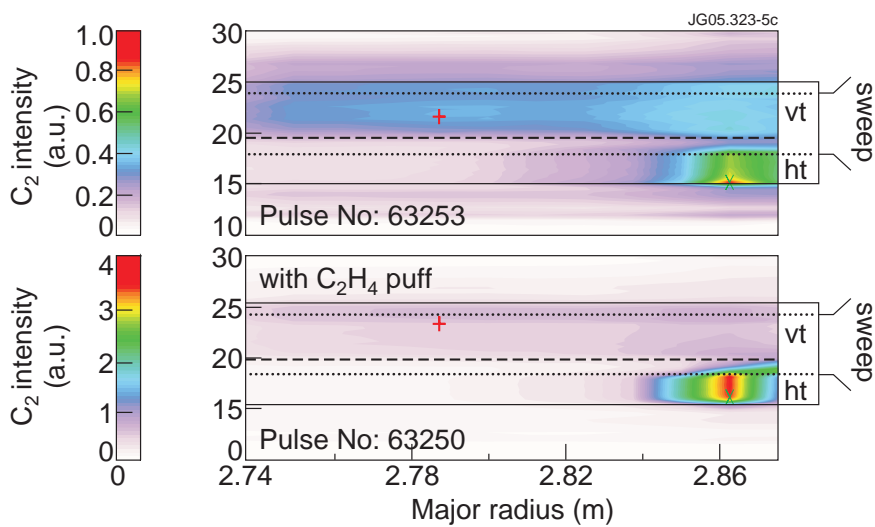 JG05.323-5c
C2 intensity
(a.u.)
1.0
0.8
0.6
0.4
0.2
0
30
25
20
15
10
Pulse No: 63253
vt
ht
sweep
C2 intensity
(a.u.)
4
3
2
1
0
0
30
25
20
15
0
with C2H4 puff
Pulse No: 63250
vt
ht
sweep
2.74
2.78
2.82
2.86
Major radius (m)